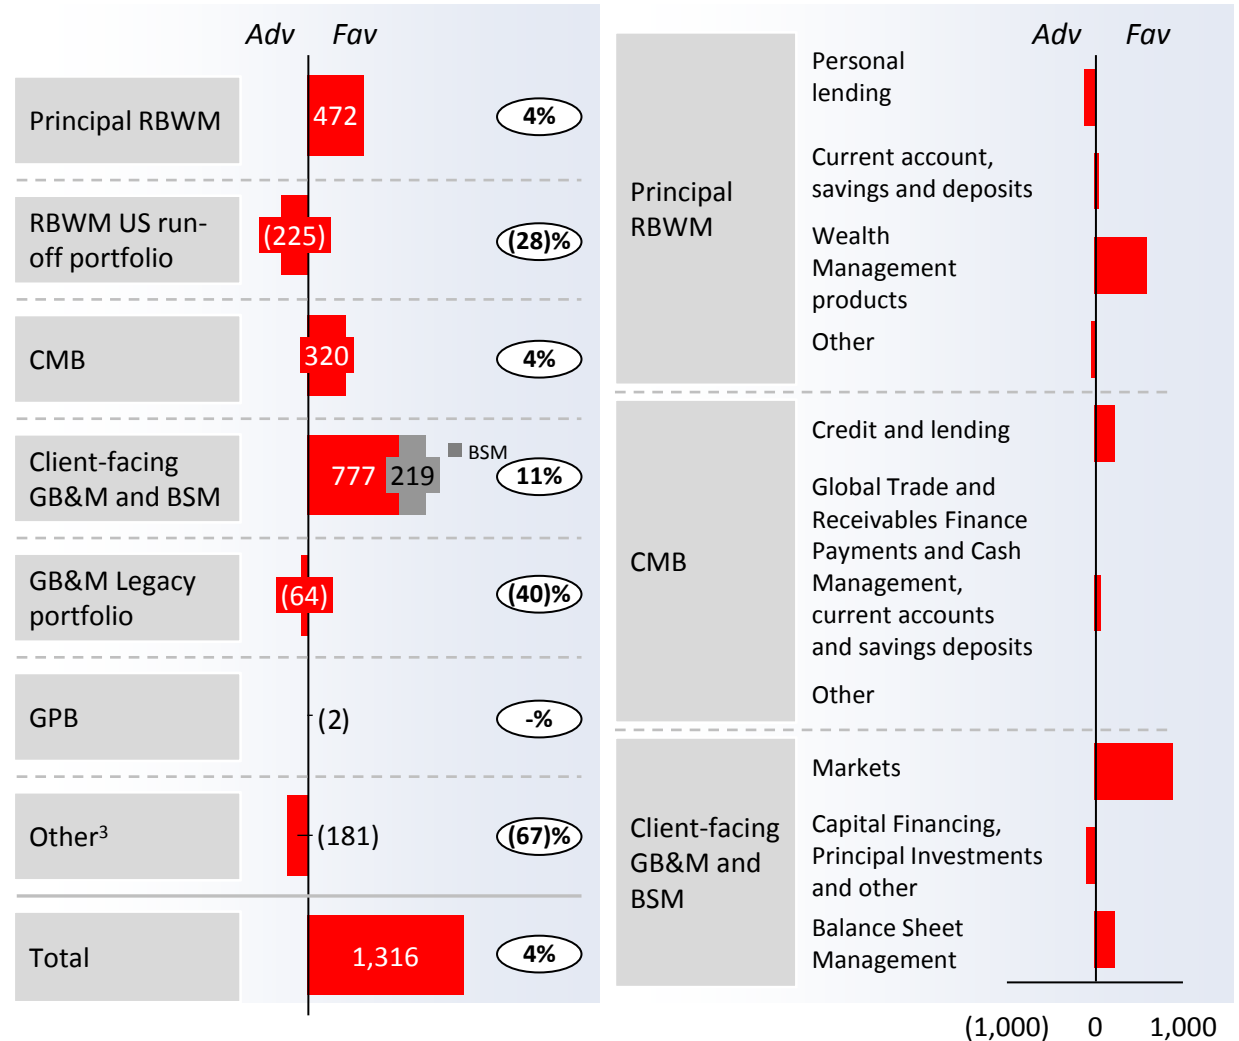 Adv Fav
Principal RBWM
472
4%
RBWM US run-
off portfolio
(225)
(28)%
CMB
320
4%
Client-facing
GB&M and BSM
777
219
BSM
11%
GB&M Legacy
portfolio
(64)
(40)%
GPB
(2)
-%
Other3
(181)
(67)%
Total
1,316
4%
Adv Fav
Principal
RBWM
Personal
lending
Current account,
savings and deposits
Wealth
Management
products
Other
CMB
Credit and lending
Global Trade and
Receivables Finance
Payments and Cash
Management,
current accounts
and savings deposits
Other
Client-facing
GB&M and
BSM
Markets
Capital Financing,
Principal Investments
and other
Balance Sheet
Management
(1,000) 0 1,000